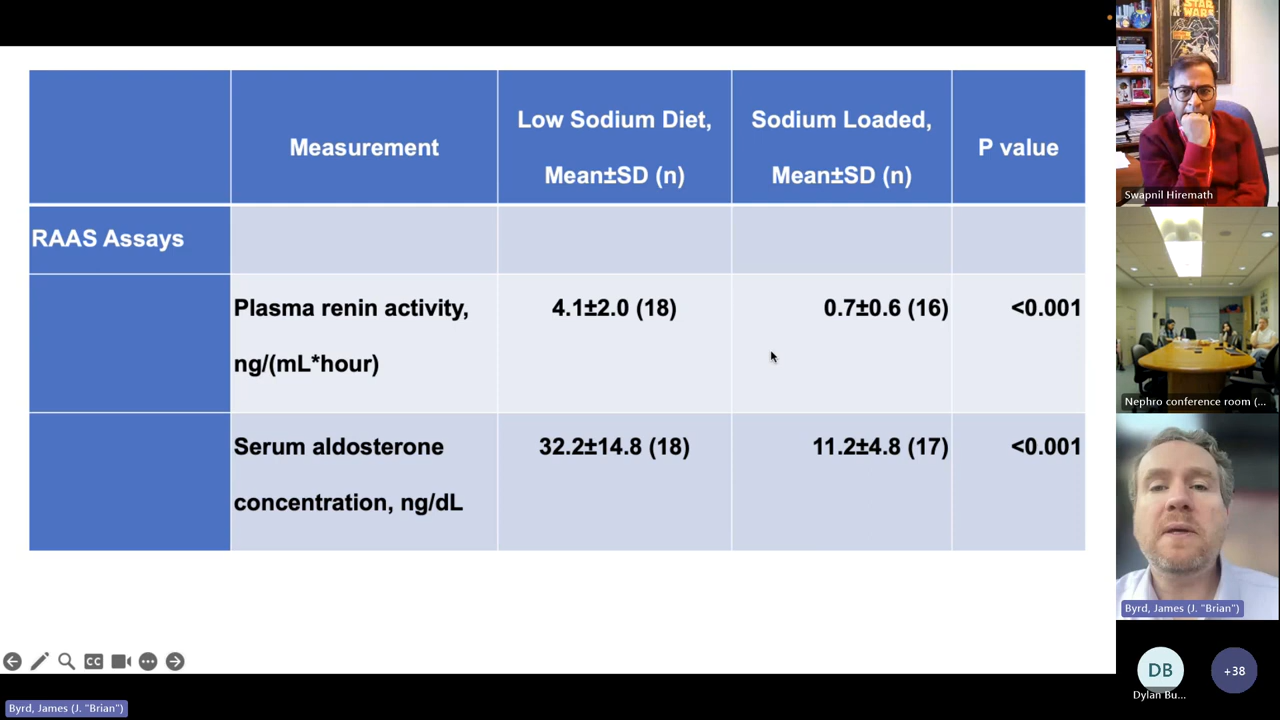 Measurement
Low Sodium Diet,
Mean±SD (n)
Sodium Loaded,
Mean±SD (n)
P value
RAAS Assays
Plasma renin activity,
ng/(mL*hour)
4.1±2.0 (18)
0.7±0.6 (16)
<0.001
Serum aldosterone
concentration, ng/dL
32.2±14.8 (18)
11.2±4.8 (17)
<0.001
CC
Byrd, James (J. "Brian")
STAR
WARS
Swapnil Hiremath
Nephro conference room (...
Byrd, James (J. "Brian")
DB
Dylan Bu...
+38